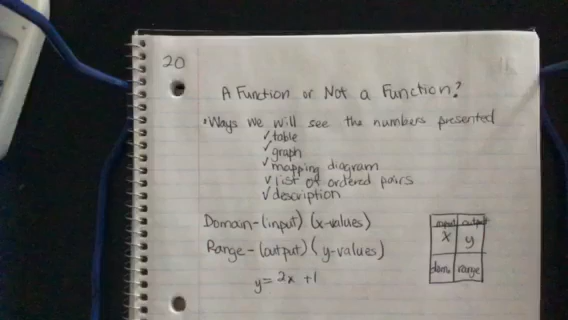 20
A Function or Not a Function?
• Ways we will see the numbers presented
✓ table
✓ graph
✓ mapping diagram
✓ list of ordered pairs
✓ description
Domain - (input) (x-values)
Range - (output) (y-values)
y = 2x + 1
input output
x y
dom. range